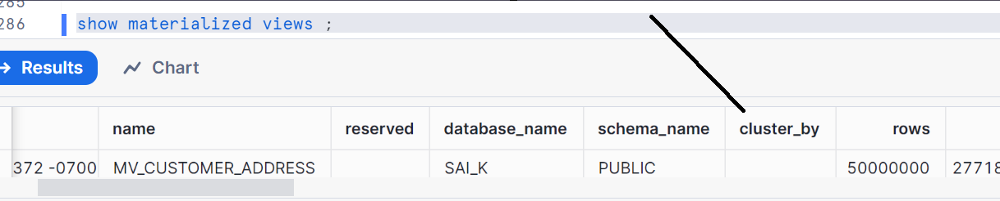 285
286 show materialized views ;
Results Chart
name reserved database_name schema_name cluster_by rows
372 -0700 MV_CUSTOMER_ADDRESS SAI_K PUBLIC 50000000 27718